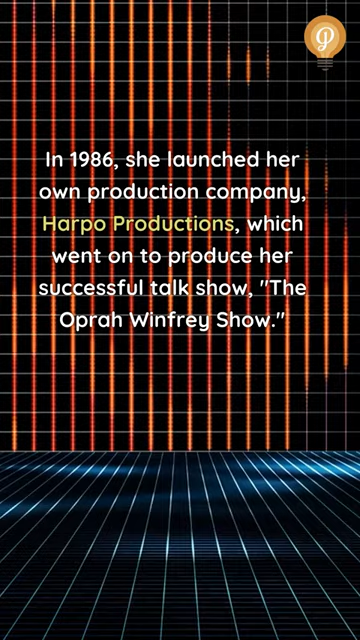 In 1986, she launched her
own production company,
Harpo Productions, which
went on to produce her
successful talk show, "The
Oprah Winfrey Show."